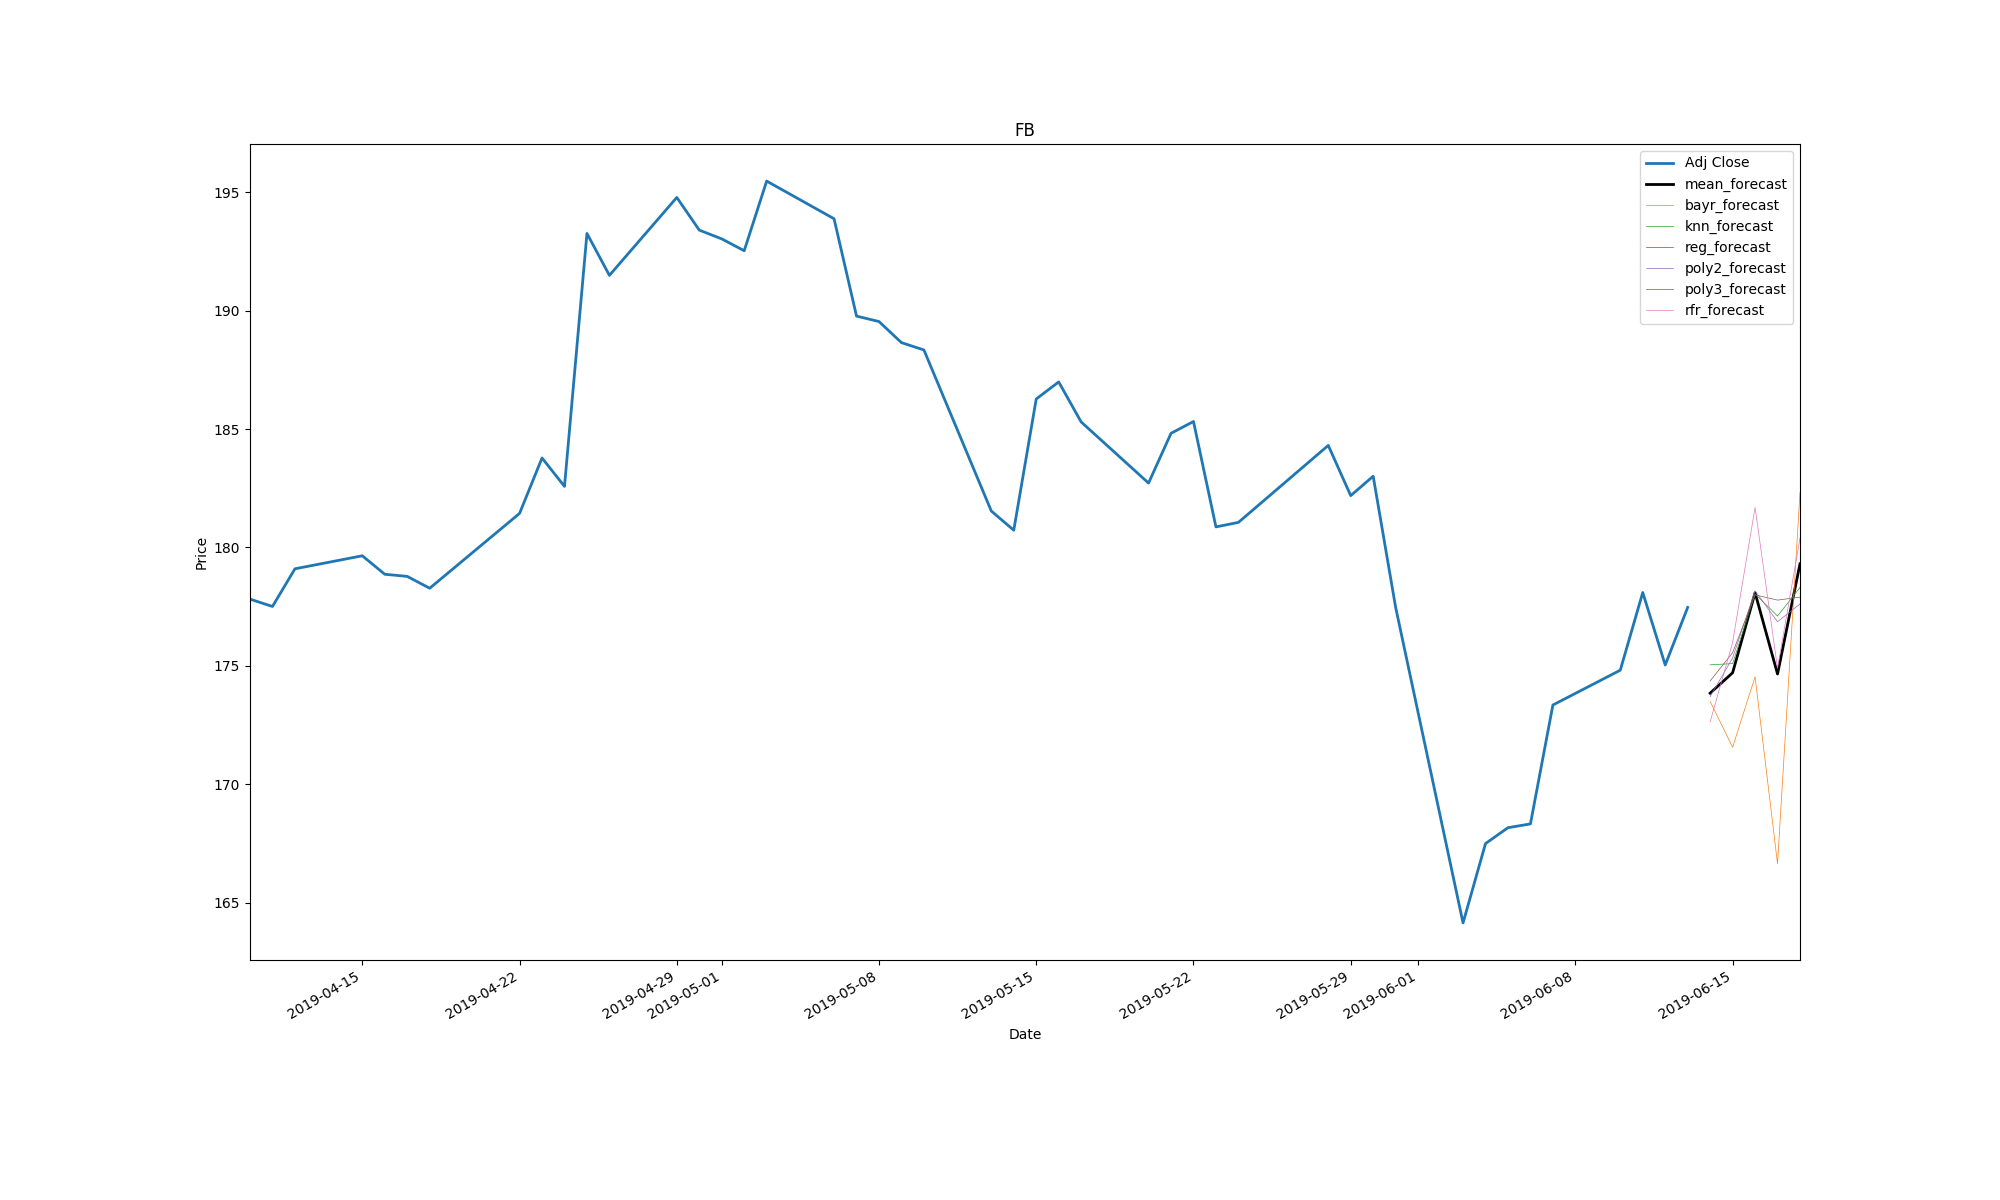 FB
Adj Close
mean_forecast
bayr_forecast
knn_forecast
reg_forecast
poly2_forecast
poly3_forecast
rfr_forecast
195
190
185
180
175
170
165
Price
2019-04-15
2019-04-22
2019-04-29
2019-05-01
2019-05-08
2019-05-15
2019-05-22
2019-05-29
2019-06-01
2019-06-08
2019-06-15
Date